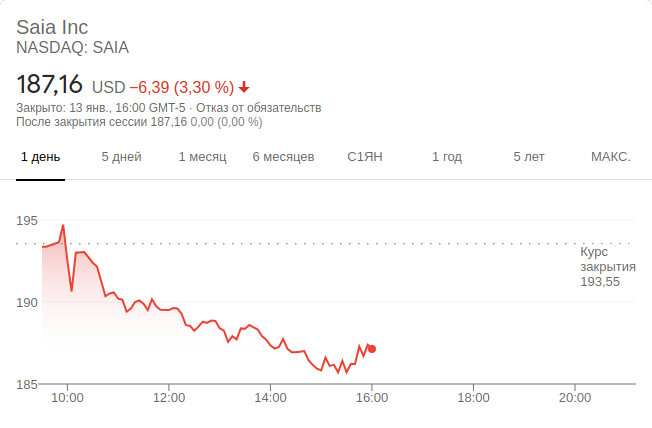 Saia Inc
NASDAQ: SAIA
187,16 USD −6,39 (3,30 %)
Закрыто: 13 янв., 16:00 GMT-5 · Отказ от обязательств
После закрытия сессии 187,16 0,00 (0,00 %)
1 день 5 дней 1 месяц 6 месяцев С1ЯН 1 год 5 лет МАКС.
195
Курс
закрытия
193,55
190
185
10:00 12:00 14:00 16:00 18:00 20:00